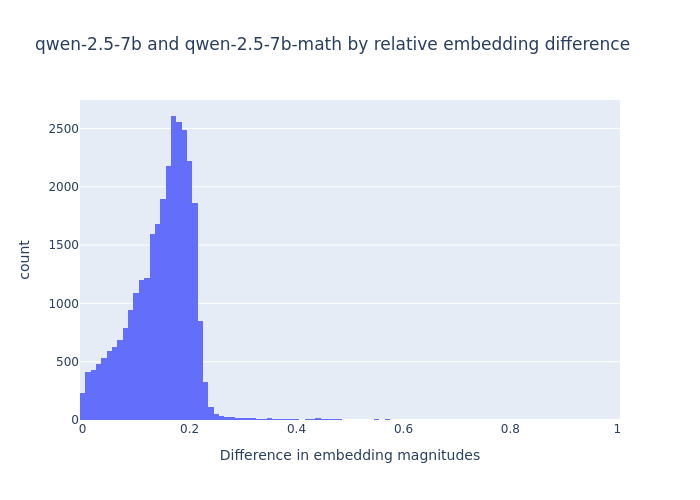 qwen-2.5-7b and qwen-2.5-7b-math by relative embedding difference
2500
2000
1500
1000
500
0
count
0 0.2 0.4 0.6 0.8 1
Difference in embedding magnitudes